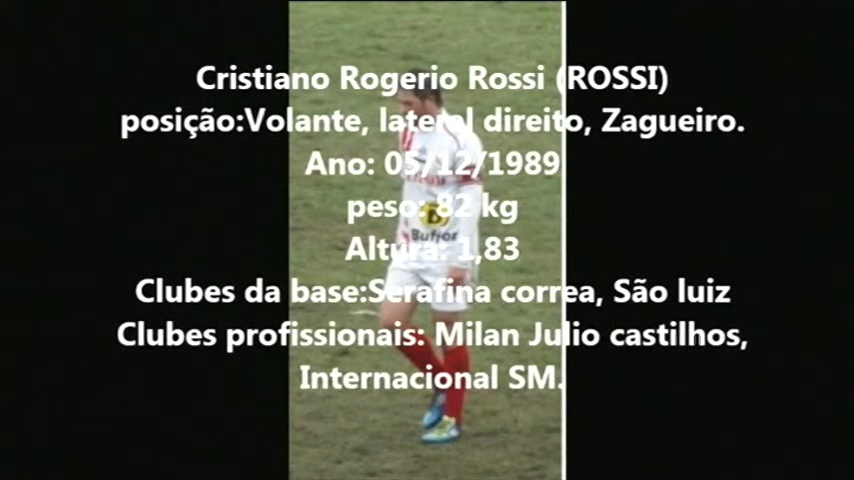 Cristiano Rogerio Rossi (ROSSI)
posição:Volante, lateral direito, Zagueiro.
Ano: 05/12/1989
peso: 82 kg
Altura: 1,83
Clubes da base:Serafina correa, São luiz
Clubes profissionais: Milan Julio castilhos,
Internacional SM.
B
Buffor